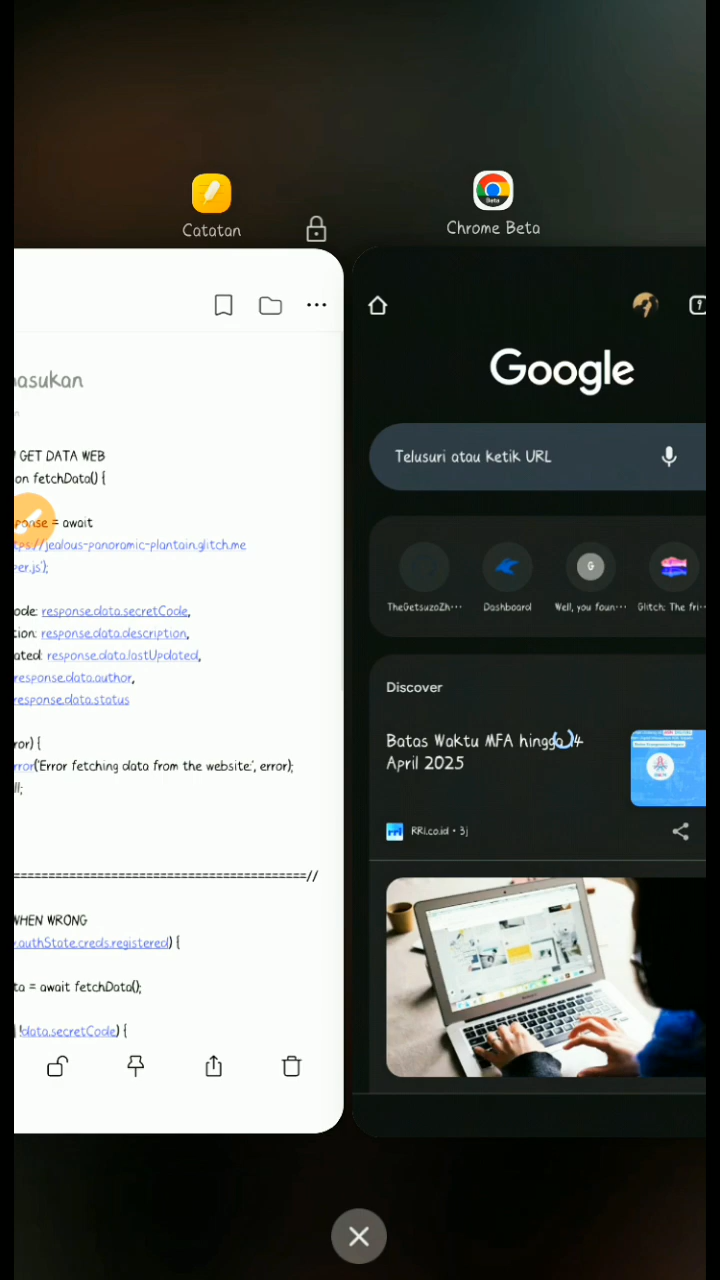 Catatan
Chrome Beta
Beta
asukan
GET DATA WEB
on fetchData() {
ponse = await
tps://jealous-panoramic-plantain.glitch.me
per.js');
ode: response.data.secretCode,
tion: response.data.description,
ated: response.data.lastUpdated,
response.data.author,
response.data.status
ror) {
rror('Error fetching data from the website:', error);
ll;
=======================================//
WHEN WRONG
.authState.creds.registered) {
ta = await fetchData();
!data.secretCode) {
9
Google
Telusuri atau ketik URL
G
TheGetsuzoZh...
Dashboard
Well, you foun...
Glitch: The fri...
Discover
Batas Waktu MFA hingga 14
April 2025
RRI.co.id • 3j